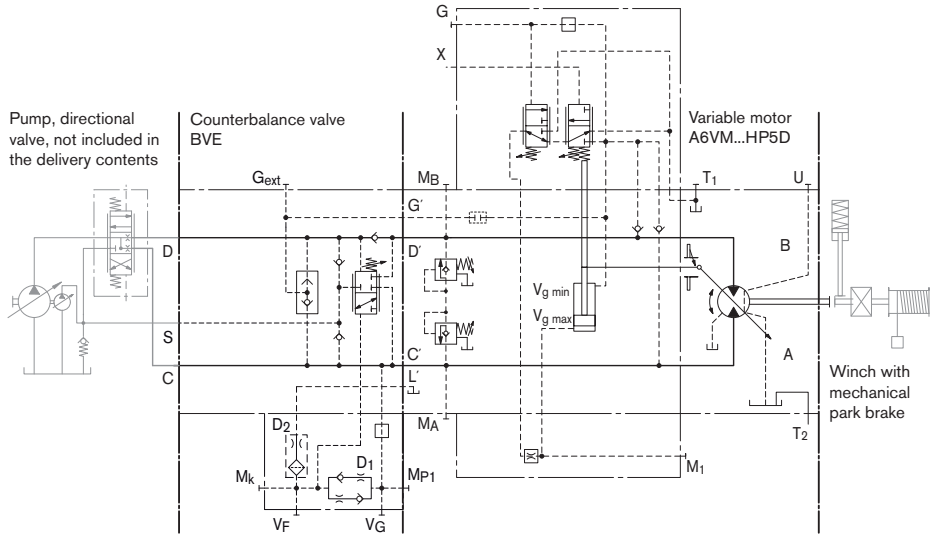 G
X
Pump, directional
valve, not included in
the delivery contents
Counterbalance valve
BVE
Variable motor
A6VM...HP5D
Gext
MB
T1
U
G′
D
D′
B
Vg min
Vg max
S
C
C′
L′
A
Winch with
mechanical
park brake
MA
T2
D2
D1
M1
Mk
MP1
VF
VG